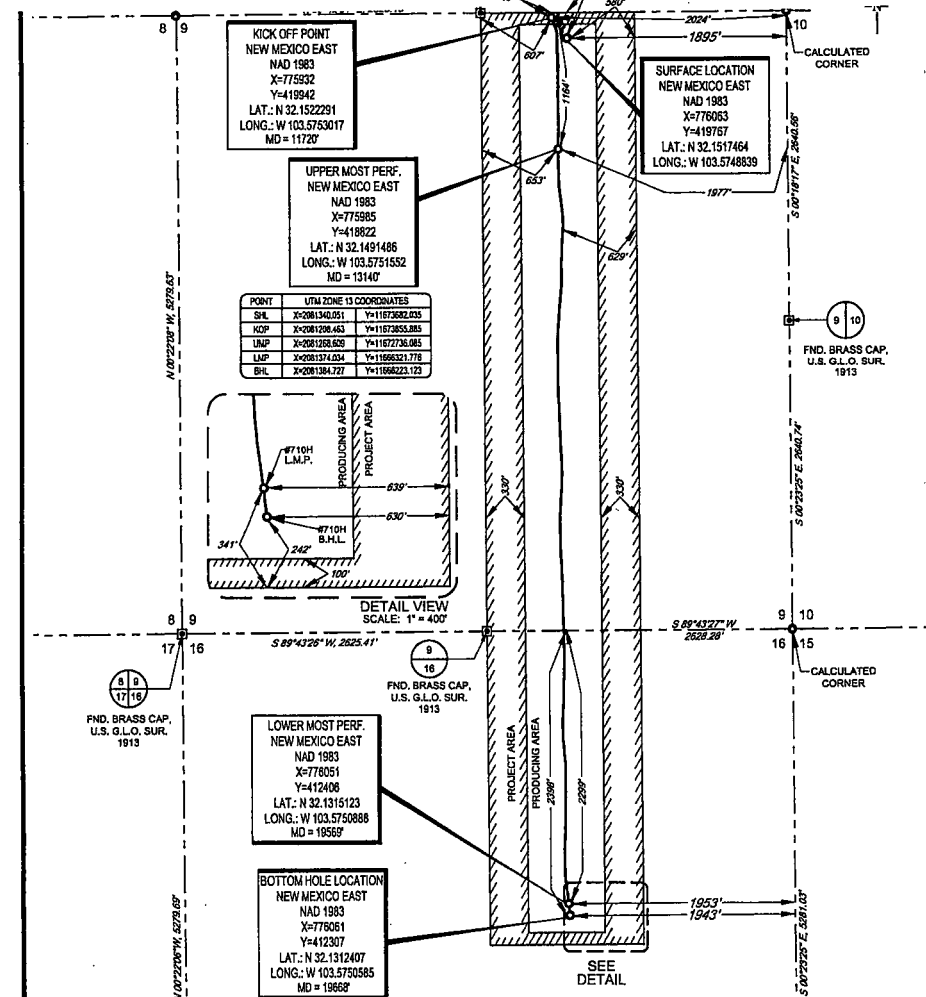 8 9
10
580'
2024'
1895'
CALCULATED
CORNER
KICK OFF POINT
NEW MEXICO EAST
NAD 1983
X=775932
Y=419942
LAT.: N 32.1522291
LONG.: W 103.5753017
MD = 11720'
607'
1164'
SURFACE LOCATION
NEW MEXICO EAST
NAD 1983
X=776063
Y=419767
LAT.: N 32.1517464
LONG.: W 103.5748839
S 00°18'17" E, 2640.56'
UPPER MOST PERF.
NEW MEXICO EAST
NAD 1983
X=775985
Y=418822
LAT.: N 32.1491486
LONG.: W 103.5751552
MD = 13140'
653'
1977'
629'
N 00°22'08" W, 5279.63'
POINT UTM ZONE 13 COORDINATES
SHL X=2081340.051 Y=11673682.035
KOP X=2081208.463 Y=11673855.885
UMP X=2081268.609 Y=11672736.085
LMP X=2081374.034 Y=11666321.778
BHL X=2081384.727 Y=11666223.123
9 10
FND. BRASS CAP,
U.S. G.L.O. SUR.
1913
PRODUCING AREA
PROJECT AREA
#710H
L.M.P.
639'
630'
#710H
B.H.L.
341'
242'
100'
330'
330'
S 00°23'25" E, 2640.74'
DETAIL VIEW
SCALE: 1" = 400'
8 9
17 16
S 89°43'26" W, 2625.41'
S 89°43'27" W
2628.28'
9 10
16 15
CALCULATED
CORNER
9
16
FND. BRASS CAP,
U.S. G.L.O. SUR.
1913
8 9
17 16
FND. BRASS CAP,
U.S. G.L.O. SUR.
1913
LOWER MOST PERF.
NEW MEXICO EAST
NAD 1983
X=776051
Y=412406
LAT.: N 32.1315123
LONG.: W 103.5750888
MD = 19569'
PROJECT AREA
PRODUCING AREA
2398'
2299'
BOTTOM HOLE LOCATION
NEW MEXICO EAST
NAD 1983
X=776061
Y=412307
LAT.: N 32.1312407
LONG.: W 103.5750585
MD = 19668'
1953'
1943'
SEE
DETAIL
N 00°22'06" W, 5279.69'
S 00°23'25" E, 5281.03'